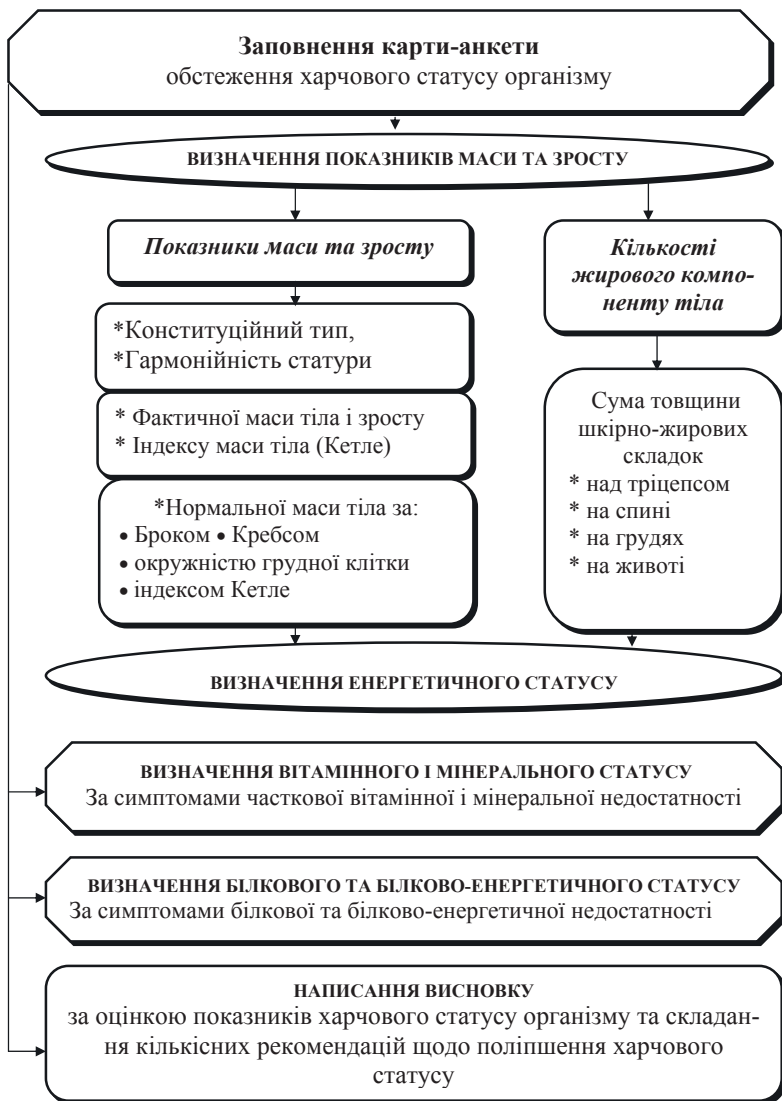 Заповнення карти-анкети
обстеження харчового статусу організму
ВИЗНАЧЕННЯ ПОКАЗНИКІВ МАСИ ТА ЗРОСТУ
Показники маси та зросту
*Конституційний тип,
*Гармонійність статури
* Фактичної маси тіла і зросту
* Індексу маси тіла (Кетле)
*Нормальної маси тіла за:
• Броком • Кребсом
• окружністю грудної клітки
• індексом Кетле
Кількості
жирового компо-
ненту тіла
Сума товщини
шкірно-жирових
складок
* над тріцепсом
* на спині
* на грудях
* на животі
ВИЗНАЧЕННЯ ЕНЕРГЕТИЧНОГО СТАТУСУ
ВИЗНАЧЕННЯ ВІТАМІННОГО І МІНЕРАЛЬНОГО СТАТУСУ
За симптомами часткової вітамінної і мінеральної недостатності
ВИЗНАЧЕННЯ БІЛКОВОГО ТА БІЛКОВО-ЕНЕРГЕТИЧНОГО СТАТУСУ
За симптомами білкової та білково-енергетичної недостатності
НАПИСАННЯ ВИСНОВКУ
за оцінкою показників харчового статусу організму та складан-
ня кількісних рекомендацій щодо поліпшення харчового
статусу